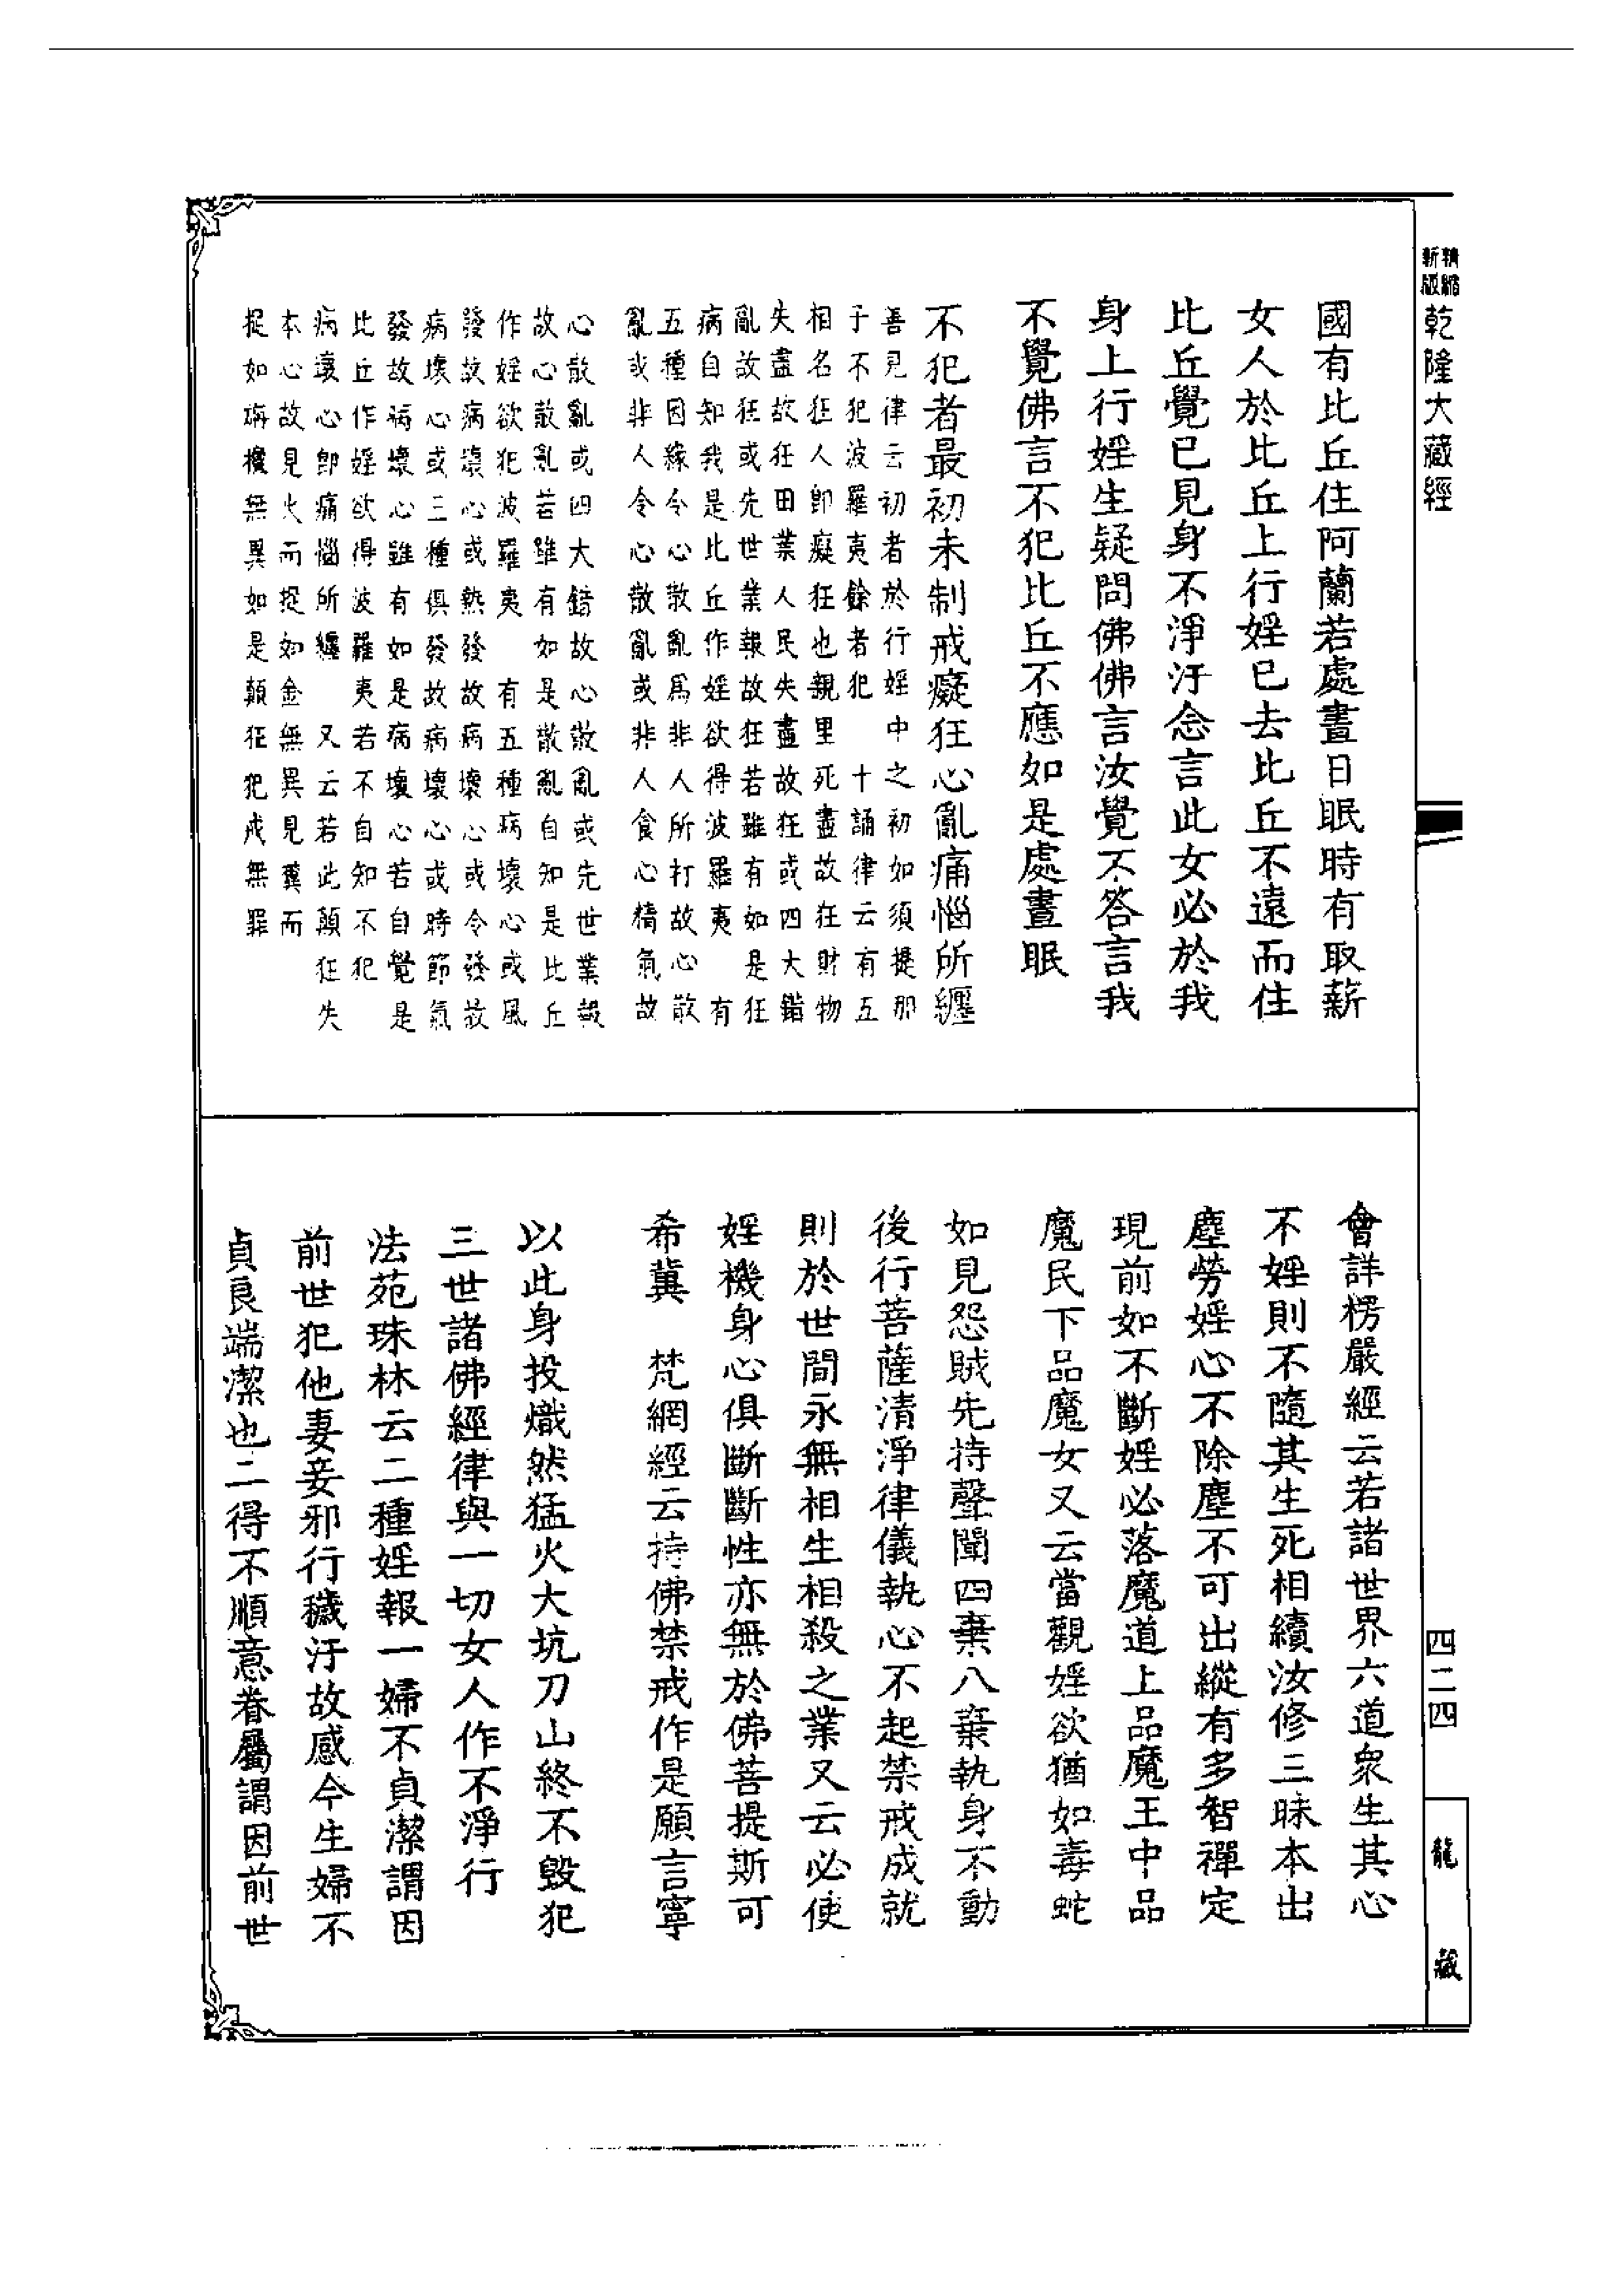 精縮
新版
乾隆大藏經
國有比丘住阿蘭若處晝日眠時有取薪
女人於比丘上行婬已去比丘不遠而住
比丘覺已見身不淨汙念言此女必於我
身上行婬生疑問佛佛言汝覺不答言我
不覺佛言不犯比丘不應如是處晝眠
不犯者最初未制戒癡狂心亂痛惱所纏
善見律云初者於行婬中之初如須提那
子不犯波羅夷餘者犯　十誦律云有五
相名狂人卽癡狂也親里死盡故狂財物
失盡故狂田業人民失盡故狂或四大錯
亂故狂或先世業報故狂若雖有如是狂
病自知我是比丘作婬欲得波羅夷　有
五種因緣令心散亂爲非人所打故心散
亂或非人令心散亂或非人食心精氣故
心散亂或四大錯故心散亂或先世業報
故心散亂若雖有如是散亂自知是比丘
作婬欲犯波羅夷　有五種病壞心或風
發故病壞心或熱發故病壞心或冷發故
病壞心或三種俱發故病壞心或時節氣
發故病壞心雖有如是病壞心若自覺是
比丘作婬欲得波羅夷若不自知不犯
病壞心卽痛惱所纏　又云若此顛狂失
本心故見火而捉如金無異見糞而
捉如栴檀無異如是顛狂犯戒無罪
會詳楞嚴經云若諸世界六道衆生其心
不婬則不隨其生死相續汝修三昧本出
塵勞婬心不除塵不可出縱有多智禪定
現前如不斷婬必落魔道上品魔王中品
魔民下品魔女又云當觀婬欲猶如毒蛇
如見怨賊先持聲聞四棄八棄執身不動
後行菩薩清淨律儀執心不起禁戒成就
則於世間永無相生相殺之業又云必使
婬機身心俱斷斷性亦無於佛菩提斯可
希冀　梵網經云持佛禁戒作是願言寧
以此身投熾然猛火大坑刀山終不毀犯
三世諸佛經律與一切女人作不淨行
法苑珠林云二種婬報一婦不貞潔謂因
前世犯他妻妾邪行穢汙故感今生婦不
貞良端潔也二得不順意眷屬謂因前世
四二四
龍藏